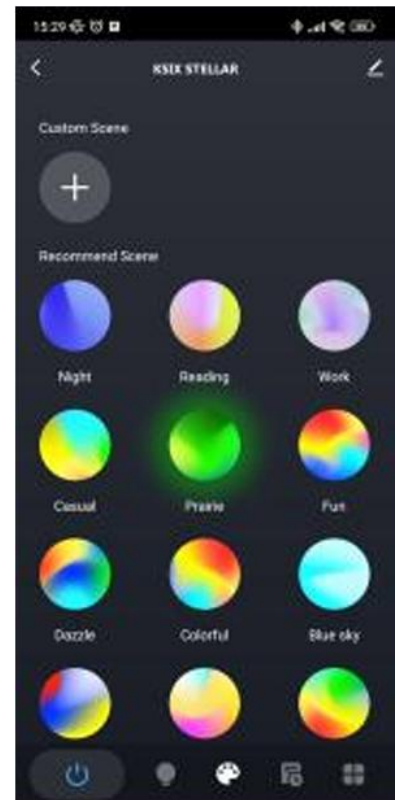 15:29
KSIX STELLAR
Custom Scene
Recommend Scene
Night Reading Work
Casual Prairie Fun
Dazzle Colorful Blue sky